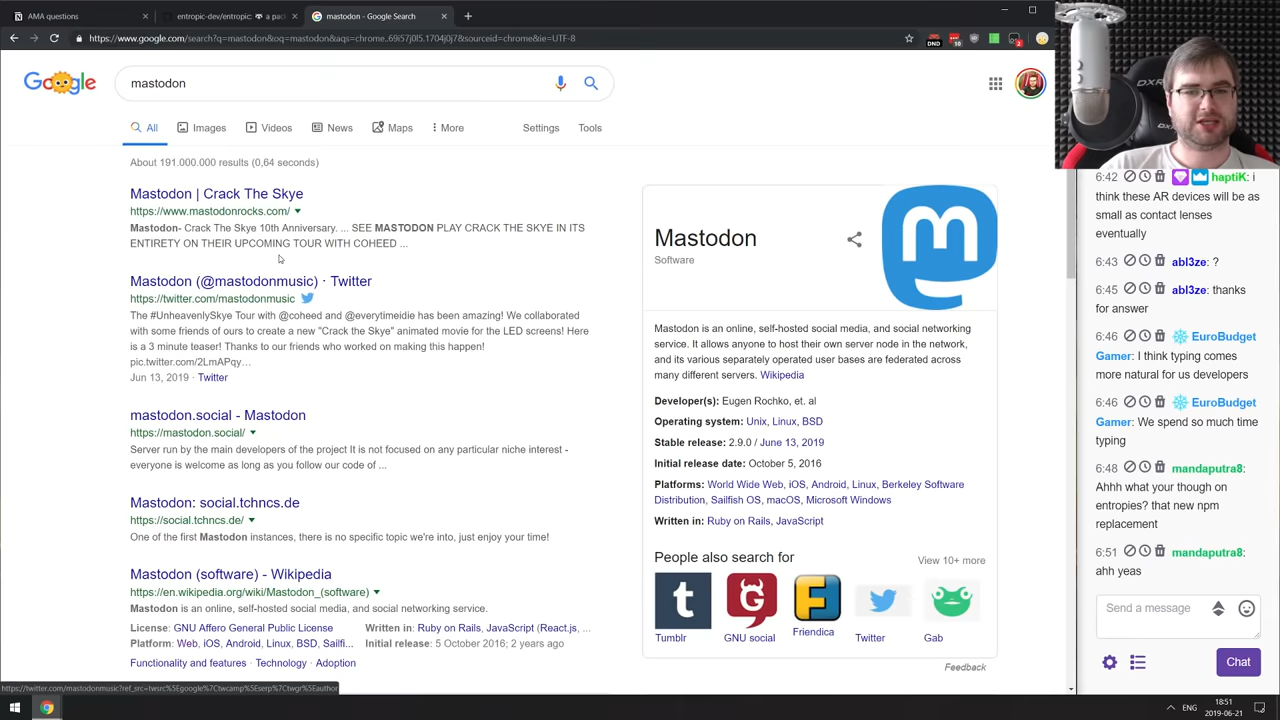 AMA questions
entropic-dev/entropic: a pac
mastodon - Google Search
https://www.google.com/search?q=mastodon&oq=mastodon&aqs=chrome..69i57j0l5.1704j0j7&sourceid=chrome&ie=UTF-8
DND
10
2
Google
mastodon
All
Images
Videos
News
Maps
More
Settings
Tools
About 191.000.000 results (0,64 seconds)
Mastodon | Crack The Skye
https://www.mastodonrocks.com/
Mastodon- Crack The Skye 10th Anniversary. ... SEE MASTODON PLAY CRACK THE SKYE IN ITS
ENTIRETY ON THEIR UPCOMING TOUR WITH COHEED ...
Mastodon (@mastodonmusic) · Twitter
https://twitter.com/mastodonmusic
The #UnheavenlySkye Tour with @coheed and @everytimeidie has been amazing! We collaborated
with some friends of ours to create a new "Crack the Skye" animated movie for the LED screens! Here
is a 3 minute teaser! Thanks to our friends who worked on making this happen!
pic.twitter.com/2LmAPqy…
Jun 13, 2019 · Twitter
mastodon.social - Mastodon
https://mastodon.social/
Server run by the main developers of the project It is not focused on any particular niche interest -
everyone is welcome as long as you follow our code of ...
Mastodon: social.tchncs.de
https://social.tchncs.de/
One of the first Mastodon instances, there is no specific topic we're into, just enjoy your time!
Mastodon (software) - Wikipedia
https://en.wikipedia.org/wiki/Mastodon_(software)
Mastodon is an online, self-hosted social media, and social networking service.
License: GNU Affero General Public License
Written in: Ruby on Rails, JavaScript (React.js, ...
Platform: Web, iOS, Android, Linux, BSD, Sailfi...
Initial release: 5 October 2016; 2 years ago
Functionality and features · Technology · Adoption
https://twitter.com/mastodonmusic?ref_src=twsrc%5Egoogle%7Ctwcamp%5Eserp%7Ctwgr%5Eauthor
Mastodon
Software
Mastodon is an online, self-hosted social media, and social networking
service. It allows anyone to host their own server node in the network,
and its various separately operated user bases are federated across
many different servers. Wikipedia
Developer(s): Eugen Rochko, et. al
Operating system: Unix, Linux, BSD
Stable release: 2.9.0 / June 13, 2019
Initial release date: October 5, 2016
Platforms: World Wide Web, iOS, Android, Linux, Berkeley Software
Distribution, Sailfish OS, macOS, Microsoft Windows
Written in: Ruby on Rails, JavaScript
People also search for
View 10+ more
Tumblr
GNU social
Friendica
Twitter
Gab
Feedback
DXR
6:42 haptiK: i
think these AR devices will be as
small as contact lenses
eventually
6:43 abl3ze: ?
6:45 abl3ze: thanks
for answer
6:46 EuroBudget
Gamer: I think typing comes
more natural for us developers
6:46 EuroBudget
Gamer: We spend so much time
typing
6:48 mandaputra8:
Ahhh what your though on
entropies? that new npm
replacement
6:51 mandaputra8:
ahh yeas
Send a message
Chat
ENG
18:51
2019-06-21